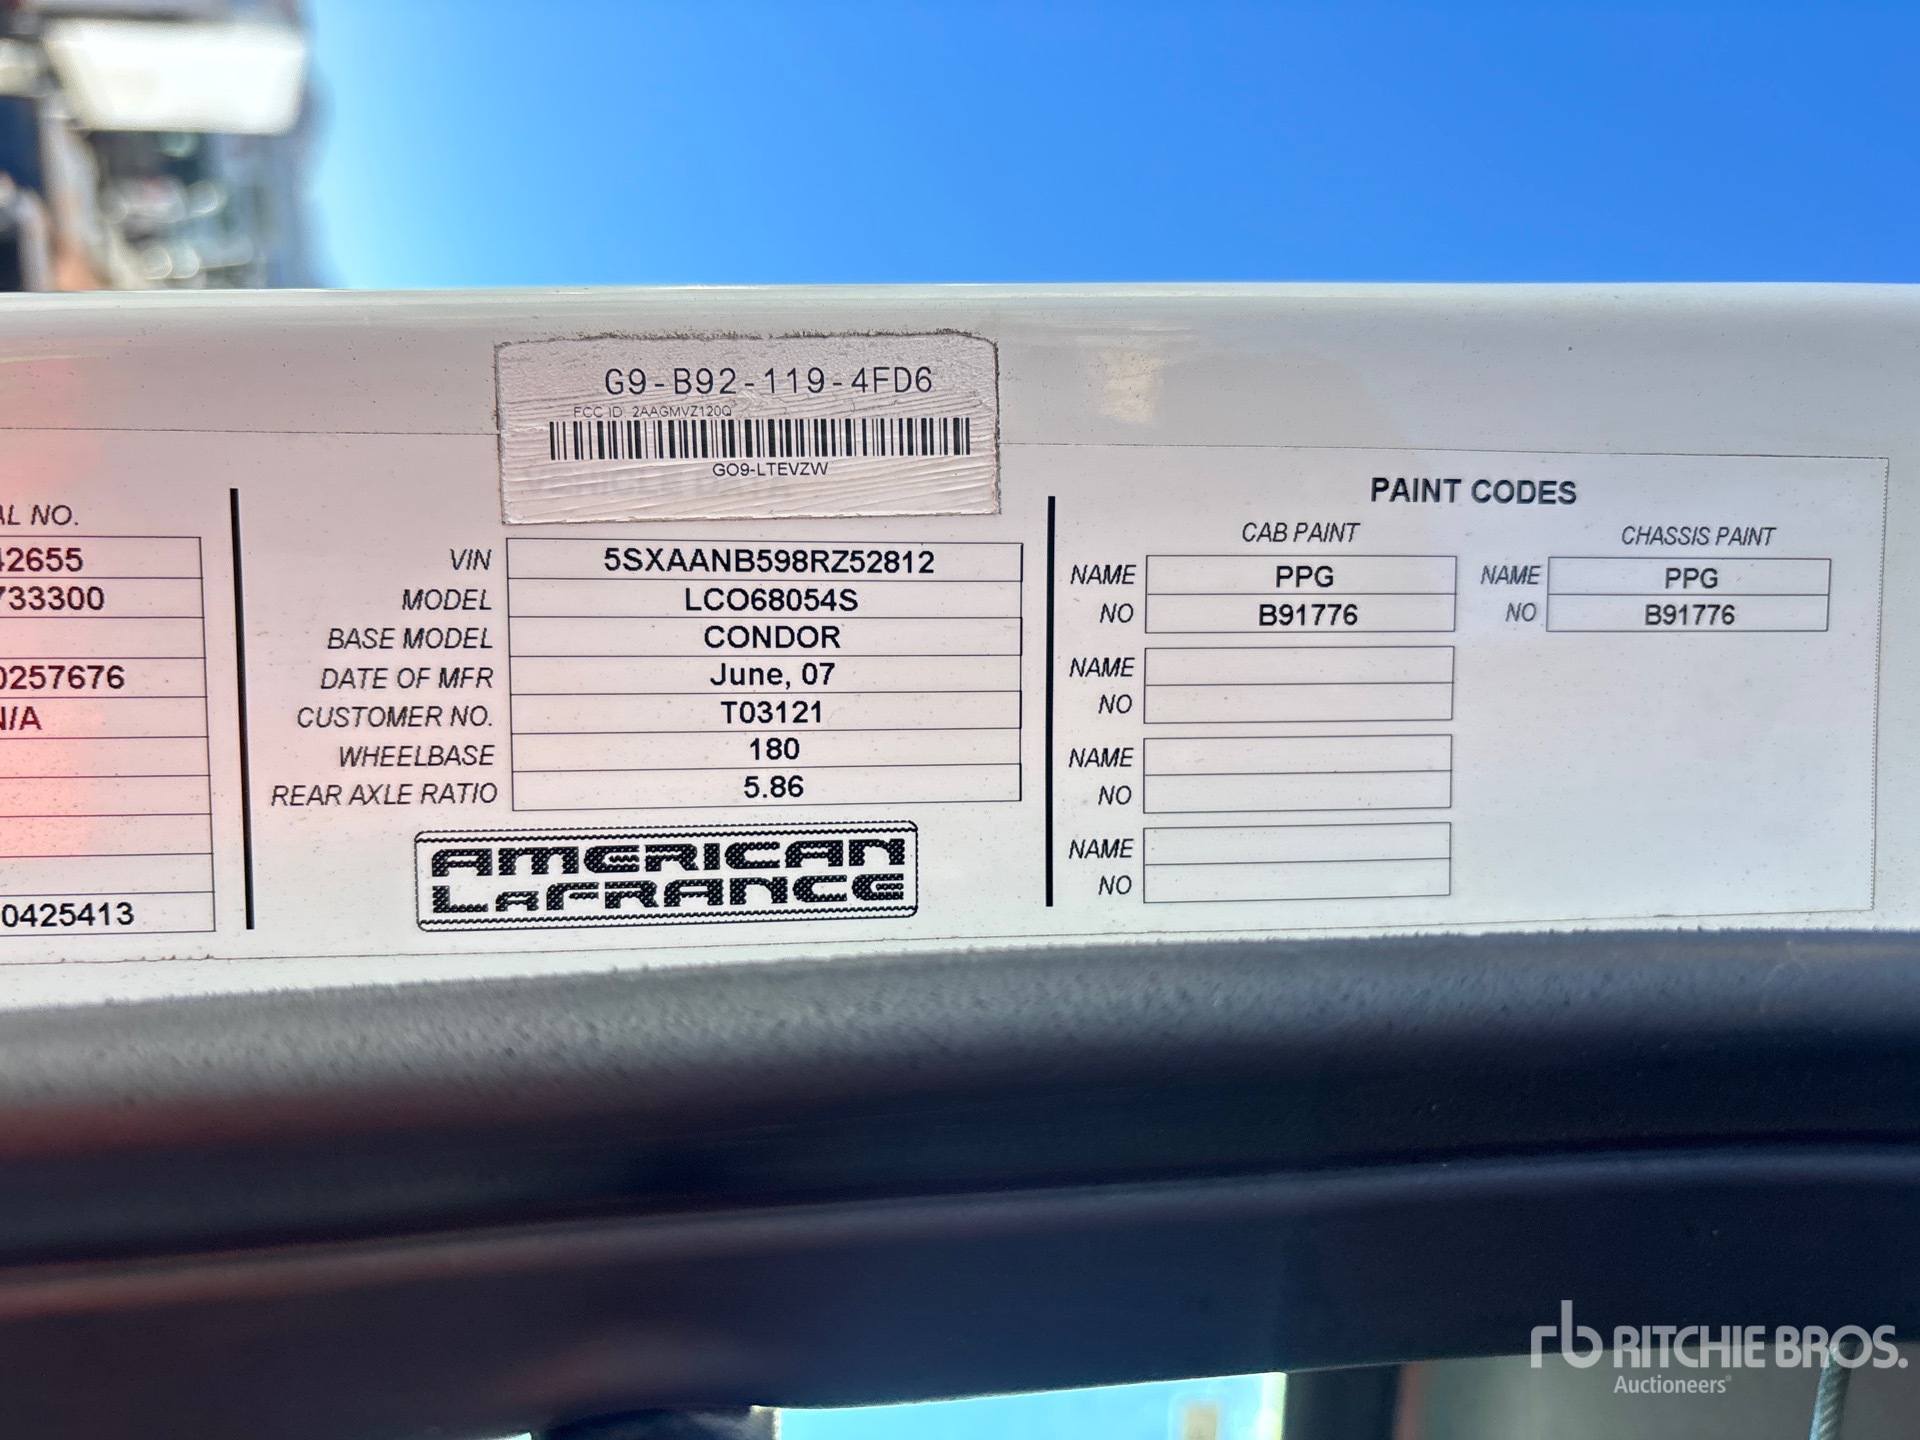 G9-B92-119-4FD6
FCC ID 2AAGMVZ120Q
GO9-LTEVZW
AL NO.
42655
733300
0257676
N/A
0425413
VIN 5SXAANB598RZ52812
MODEL LCO68054S
BASE MODEL CONDOR
DATE OF MFR June, 07
CUSTOMER NO. T03121
WHEELBASE 180
REAR AXLE RATIO 5.86
AMERICAN
LAFRANCE
PAINT CODES
CAB PAINT
NAME PPG
NO B91776
NAME
NO
NAME
NO
NAME
NO
CHASSIS PAINT
NAME PPG
NO B91776
rb RITCHIE BROS.
Auctioneers